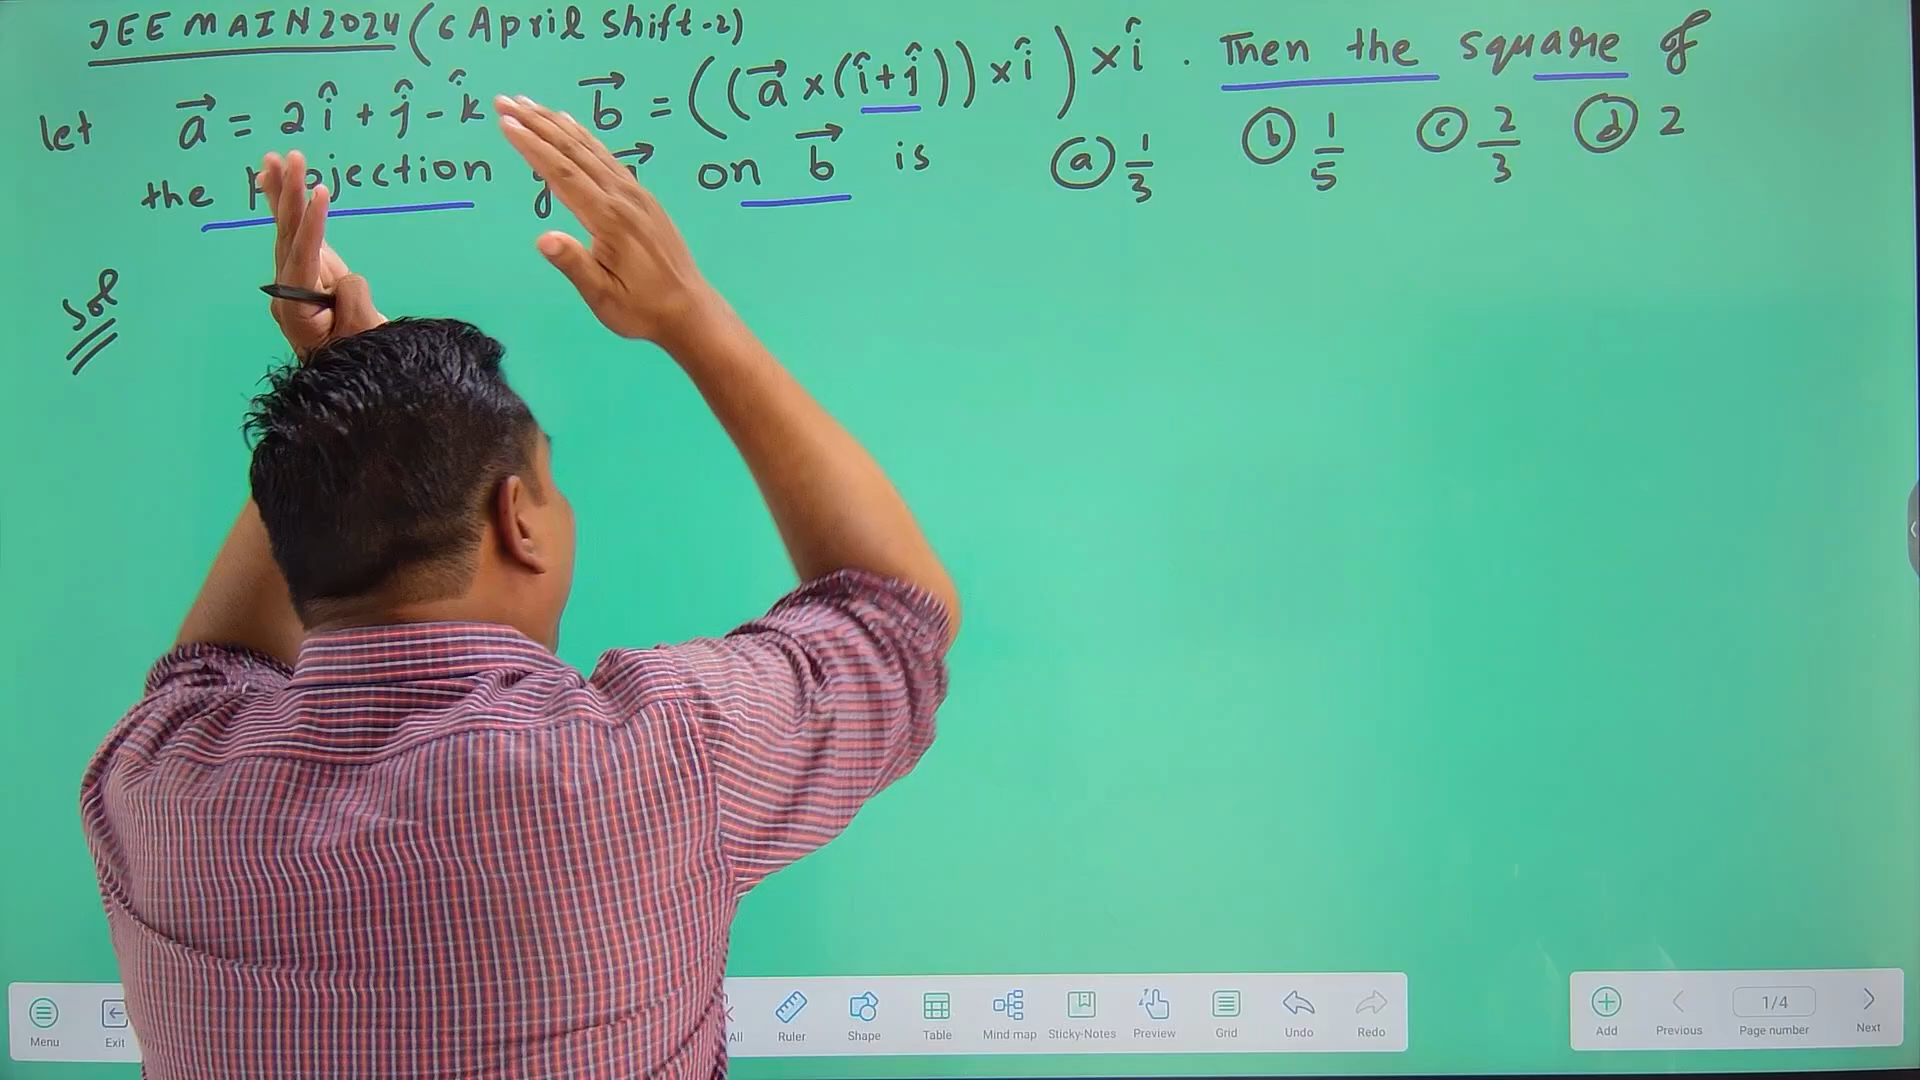 JEE MAIN 2024 (6 April Shift-2)
let a⃗ = 2î + ĵ - k̂ b⃗ = ((a⃗ × (î + ĵ)) × î) × î . Then the square of
the projection on b⃗ is ⓐ 1/3 ⓑ 1/5 ⓒ 2/3 ⓓ 2
Sol
Menu Exit All Ruler Shape Table Mind map Sticky-Notes Preview Grid Undo Redo Add Previous 1/4 Page number Next